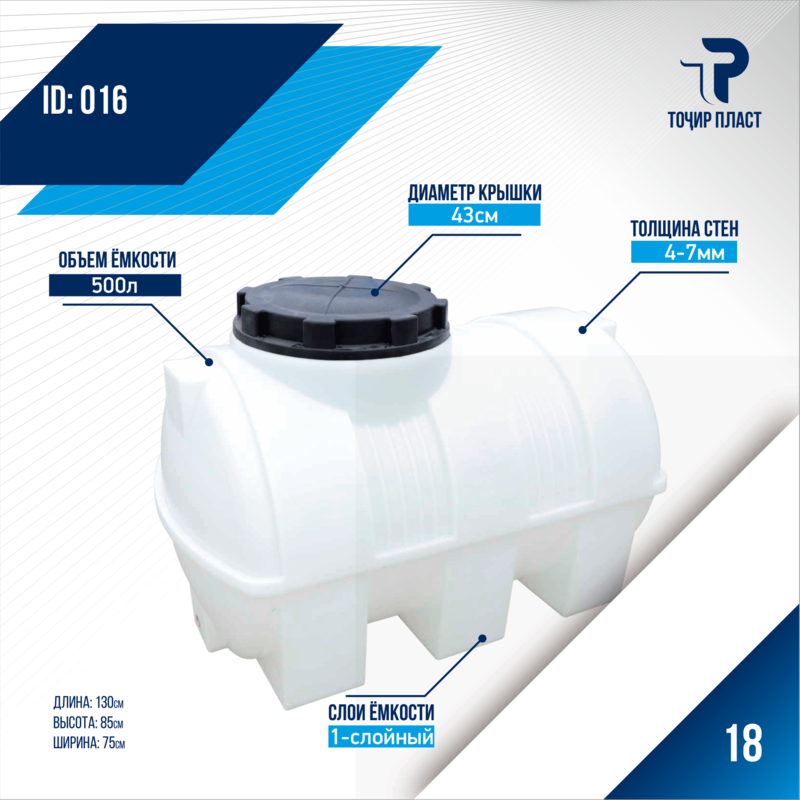 ID: 016
ТОҶИР ПЛАСТ
ДИАМЕТР КРЫШКИ
43см
ТОЛЩИНА СТЕН
4-7мм
ОБЪЕМ ЁМКОСТИ
500л
СЛОИ ЁМКОСТИ
1-слойный
ДЛИНА: 130см
ВЫСОТА: 85см
ШИРИНА: 75см
18